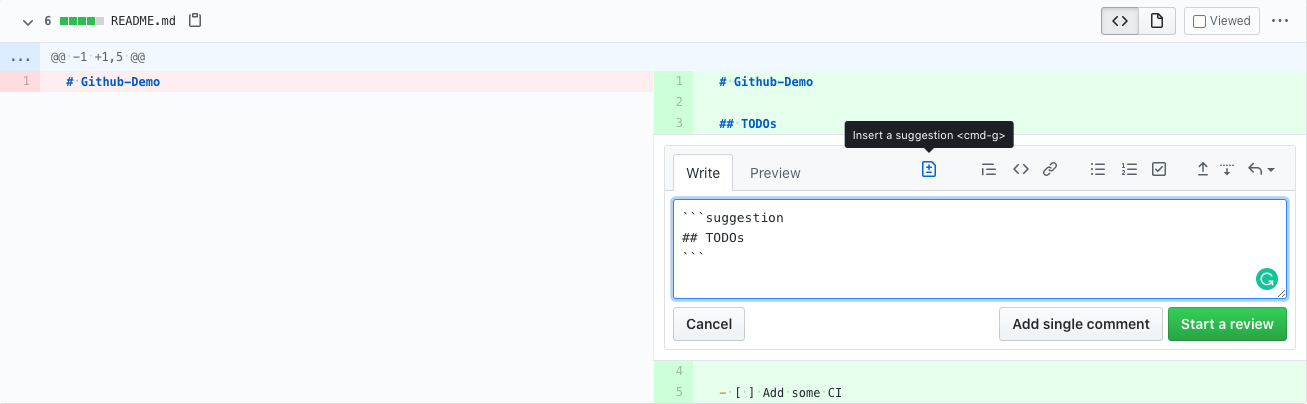 6 README.md Viewed
... @@ -1 +1,5 @@
1 # Github-Demo
1 # Github-Demo
2
3 ## TODOs
Insert a suggestion <cmd-g>
Write Preview
```suggestion
## TODOs
```
Cancel Add single comment Start a review
4
5 - [ ] Add some CI